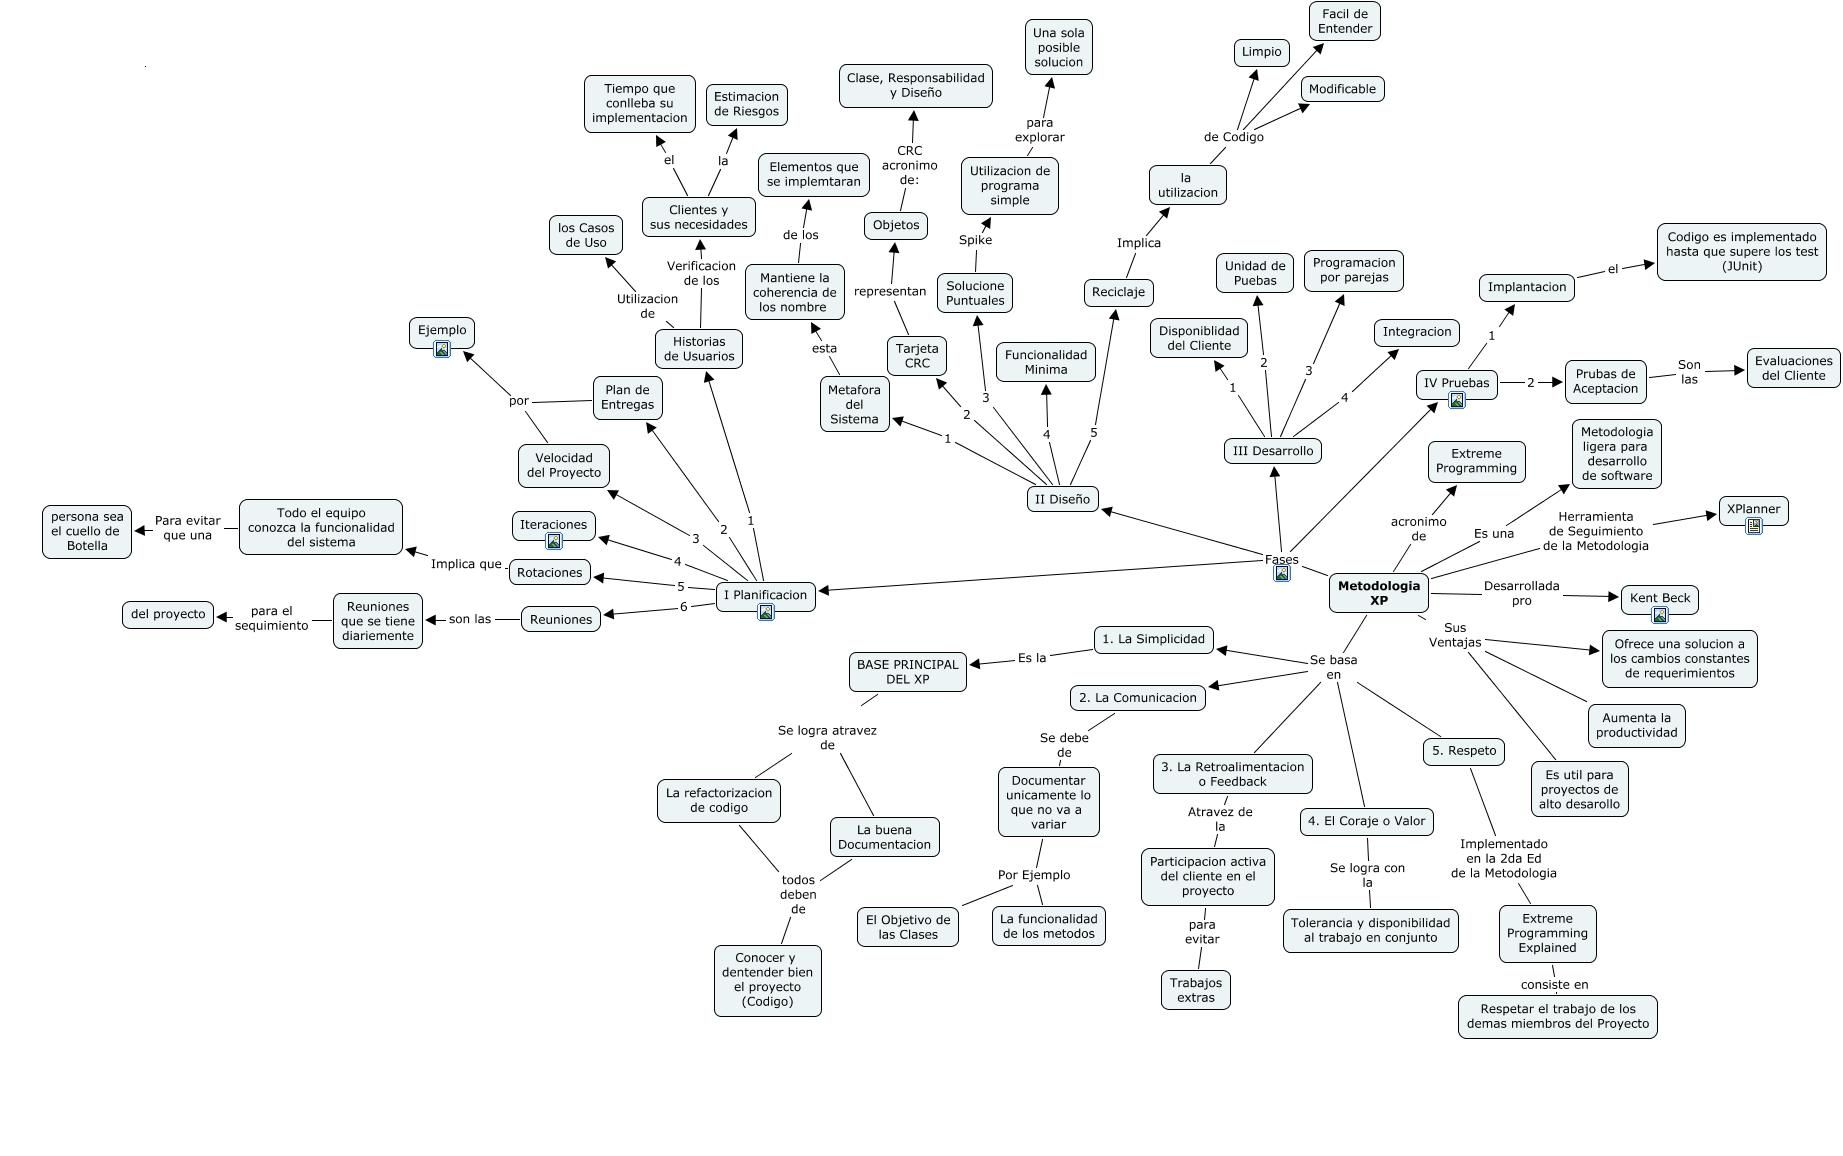 Facil de
Entender
Una sola
posible
solucion
Limpio
Modificable
Clase, Responsabilidad
y Diseño
Tiempo que
conlleba su
implementacion
Estimacion
de Riesgos
para
explorar
de Codigo
CRC
acronimo
de:
el
la
Elementos que
se implemtaran
Utilizacion de
programa
simple
la
utilizacion
Clientes y
sus necesidades
Objetos
los Casos
de Uso
de los
Spike
Implica
Codigo es implementado
hasta que supere los test
(JUnit)
Verificacion
de los
Unidad de
Puebas
Programacion
por parejas
el
Implantacion
Mantiene la
coherencia de
los nombre
representan
Solucione
Puntuales
Reciclaje
Utilizacion
de
Ejemplo
Historias
de Usuarios
esta
Tarjeta
CRC
Funcionalidad
Minima
Disponiblidad
del Cliente
Integracion
1
Evaluaciones
del Cliente
Son
las
Prubas de
Aceptacion
2
IV Pruebas
1
2
3
4
Plan de
Entregas
por
Metafora
del
Sistema
1
2
3
4
5
III Desarrollo
Metodologia
ligera para
desarrollo
de software
Extreme
Programming
Velocidad
del Proyecto
II Diseño
XPlanner
persona sea
el cuello de
Botella
Para evitar
que una
Todo el equipo
conozca la funcionalidad
del sistema
Iteraciones
1
2
3
4
5
6
acronimo
de
Es una
Herramienta
de Seguimiento
de la Metodologia
Implica que
Rotaciones
Fases
I Planificacion
Metodologia
XP
Desarrollada
pro
Kent Beck
del proyecto
para el
sequimiento
Reuniones
que se tiene
diariemente
son las
Reuniones
Sus
Ventajas
Ofrece una solucion a
los cambios constantes
de requerimientos
1. La Simplicidad
Es la
BASE PRINCIPAL
DEL XP
Se basa
en
2. La Comunicacion
Aumenta la
productividad
Se logra atravez
de
Se debe
de
5. Respeto
3. La Retroalimentacion
o Feedback
Es util para
proyectos de
alto desarollo
La refactorizacion
de codigo
Documentar
unicamente lo
que no va a
variar
Atravez de
la
4. El Coraje o Valor
La buena
Documentacion
Implementado
en la 2da Ed
de la Metodologia
Participacion activa
del cliente en el
proyecto
Se logra con
la
Por Ejemplo
todos
deben
de
El Objetivo de
las Clases
La funcionalidad
de los metodos
para
evitar
Tolerancia y disponibilidad
al trabajo en conjunto
Extreme
Programming
Explained
Conocer y
dentender bien
el proyecto
(Codigo)
Trabajos
extras
consiste en
Respetar el trabajo de los
demas miembros del Proyecto